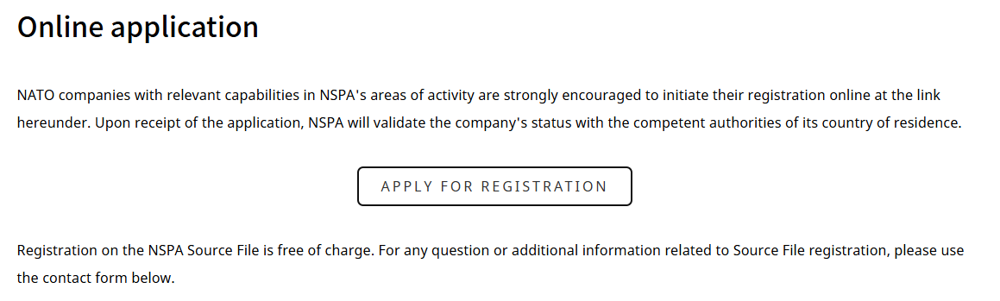 Online application
NATO companies with relevant capabilities in NSPA's areas of activity are strongly encouraged to initiate their registration online at the link
hereunder. Upon receipt of the application, NSPA will validate the company's status with the competent authorities of its country of residence.
APPLY FOR REGISTRATION
Registration on the NSPA Source File is free of charge. For any question or additional information related to Source File registration, please use
the contact form below.